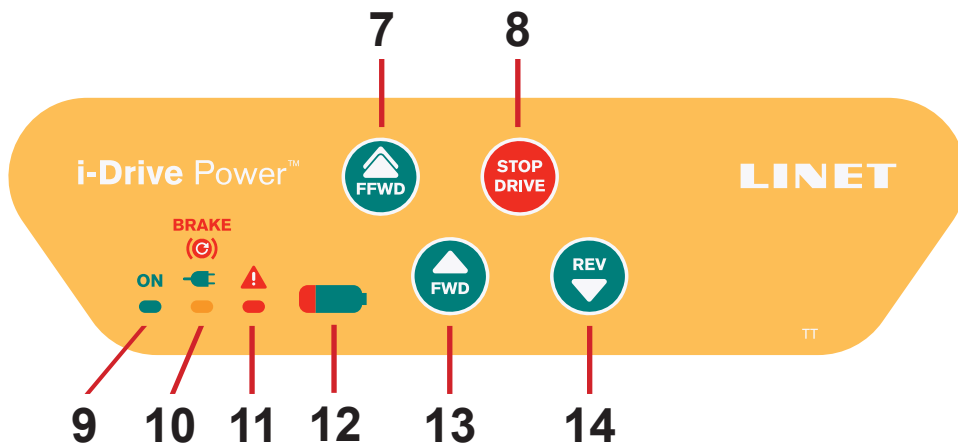 7 8
i-Drive Power™
FFWD
STOP
DRIVE
LINET
BRAKE
ON
FWD
REV
TT
9 10 11 12 13 14